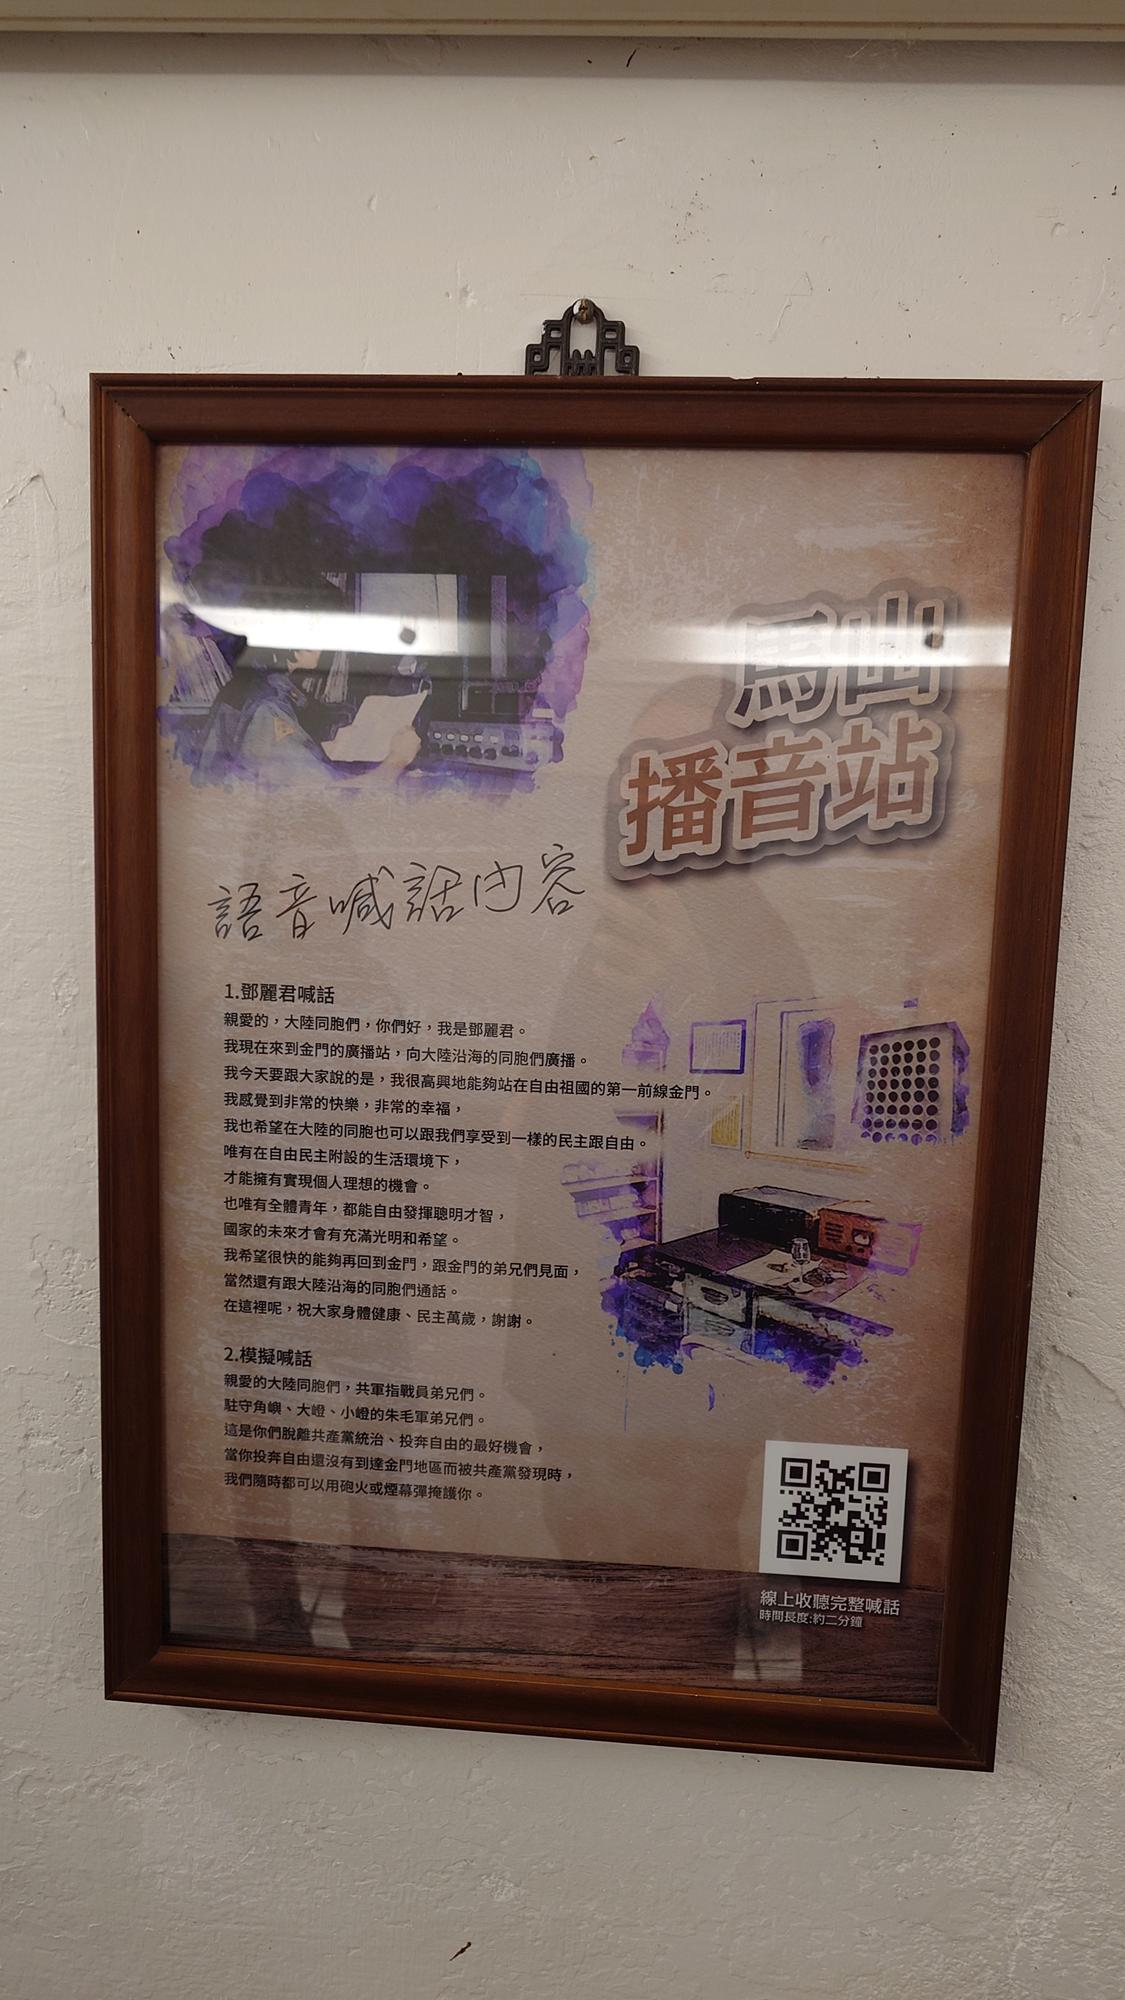 馬山
播音站
語音喊話內容
1.鄧麗君喊話
親愛的，大陸同胞們，你們好，我是鄧麗君。
我現在來到金門的廣播站，向大陸沿海的同胞們廣播。
我今天要跟大家說的是，我很高興地能夠站在自由祖國的第一前線金門。
我感覺到非常的快樂，非常的幸福，
我也希望在大陸的同胞也可以跟我們享受到一樣的民主跟自由。
唯有在自由民主附設的生活環境下，
才能擁有實現個人理想的機會。
也唯有全體青年，都能自由發揮聰明才智，
國家的未來才會有充滿光明和希望。
我希望很快的能夠再回到金門，跟金門的弟兄們見面，
當然還有跟大陸沿海的同胞們通話。
在這裡呢，祝大家身體健康、民主萬歲，謝謝。
2.模擬喊話
親愛的大陸同胞們，共軍指戰員弟兄們。
駐守角嶼、大嶝、小嶝的朱毛軍弟兄們。
這是你們脫離共產黨統治、投奔自由的最好機會，
當你投奔自由還沒有到達金門地區而被共產黨發現時，
我們隨時都可以用砲火或煙幕彈掩護你。
線上收聽完整喊話
時間長度:約二分鐘